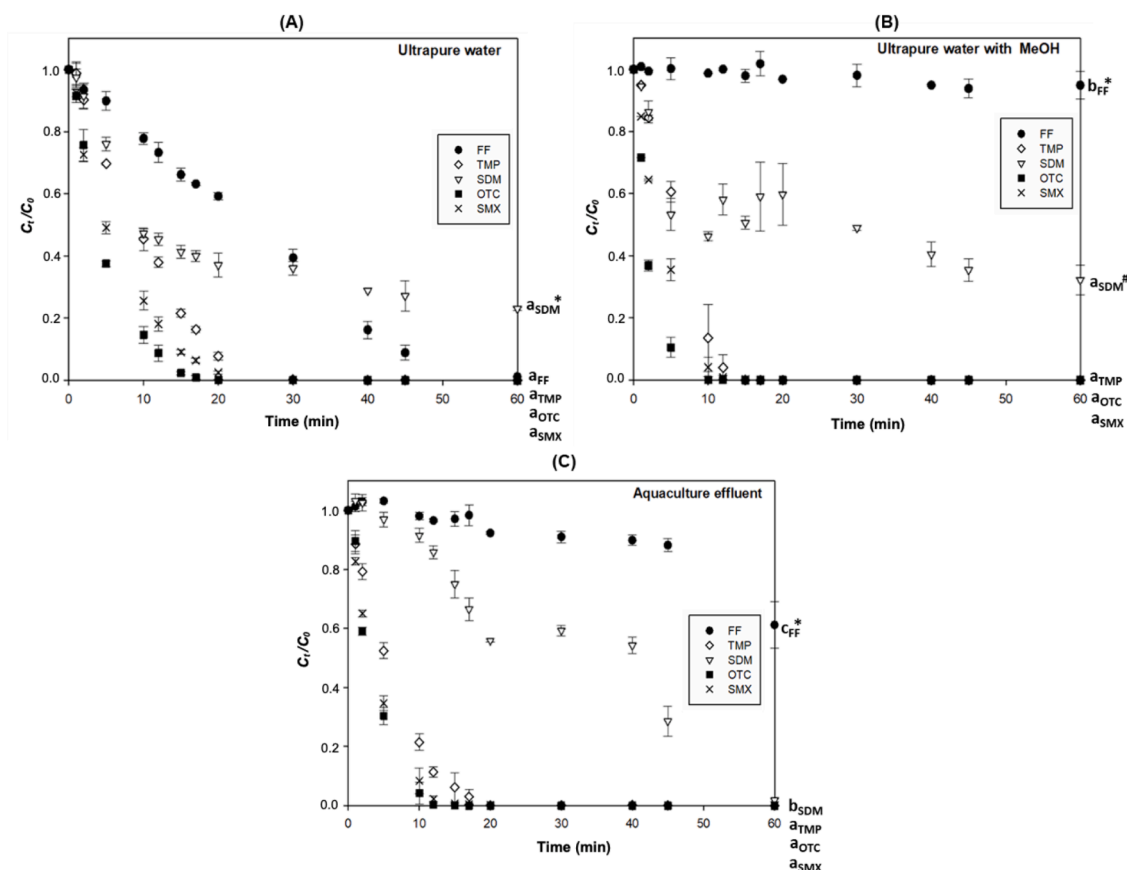 (A)
Ultrapure water
1.0
0.8
0.6
0.4
0.2
0.0
Cₜ/C₀
FF
TMP
SDM
OTC
SMX
0 10 20 30 40 50 60
Time (min)
aSDM*
aFF
aTMP
aOTC
aSMX
(B)
Ultrapure water with MeOH
1.0
0.8
0.6
0.4
0.2
0.0
Cₜ/C₀
FF
TMP
SDM
OTC
SMX
0 10 20 30 40 50 60
Time (min)
bFF*
aSDM#
aTMP
aOTC
aSMX
(C)
Aquaculture effluent
1.0
0.8
0.6
0.4
0.2
0.0
Cₜ/C₀
FF
TMP
SDM
OTC
SMX
0 10 20 30 40 50 60
Time (min)
cFF*
bSDM
aTMP
aOTC
aSMX